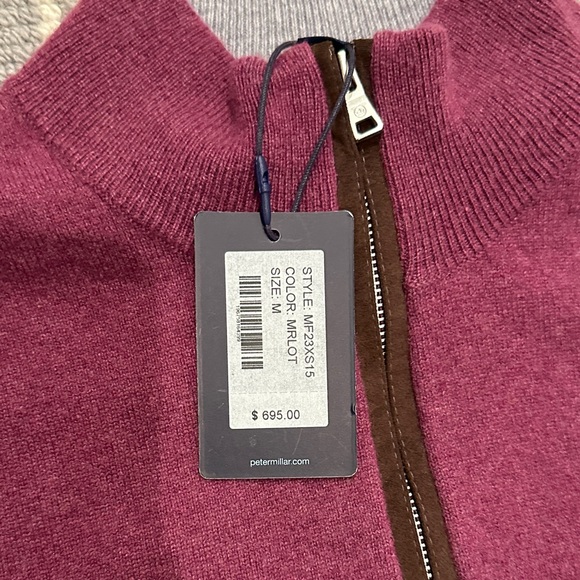 STYLE: MF23XS15
COLOR: MRLOT
SIZE: M
$ 695.00
petermillar.com